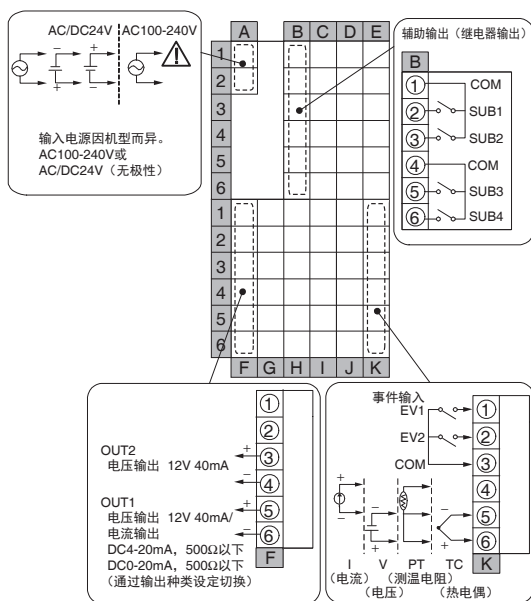 AC/DC24V AC100-240V
输入电源因机型而异。
AC100-240V或
AC/DC24V（无极性）
A B C D E
1
2
3
4
5
6
1
2
3
4
5
6
F G H I J K
辅助输出（继电器输出）
B
① COM
② SUB1
③ SUB2
④ COM
⑤ SUB3
⑥ SUB4
①
②
③
④
⑤
⑥
F
OUT2
电压输出 12V 40mA
OUT1
电压输出 12V 40mA/
电流输出
DC4-20mA，500Ω以下
DC0-20mA，500Ω以下
（通过输出种类设定切换）
事件输入
EV1 ①
EV2 ②
COM ③
④
⑤
⑥
K
I V PT TC
（电流） （测温电阻）
（电压） （热电偶）